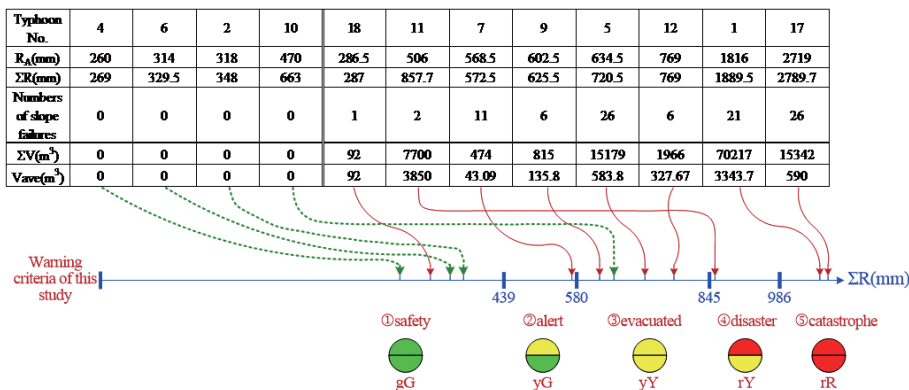 Typhoon No. 4 6 2 10 18 11 7 9 5 12 1 17
R_A(mm) 260 314 318 470 286.5 506 568.5 602.5 634.5 769 1816 2719
ΣR(mm) 269 329.5 348 663 287 857.7 572.5 625.5 720.5 769 1889.5 2789.7
Numbers of slope failures 0 0 0 0 1 2 11 6 26 6 21 26
ΣV(m³) 0 0 0 0 92 7700 474 815 15179 1966 70217 15342
Vave(m³) 0 0 0 0 92 3850 43.09 135.8 583.8 327.67 3343.7 590
Warning
criteria of this
study
ΣR(mm)
439 580 845 986
①safety ②alert ③evacuated ④disaster ⑤catastrophe
gG yG yY rY rR